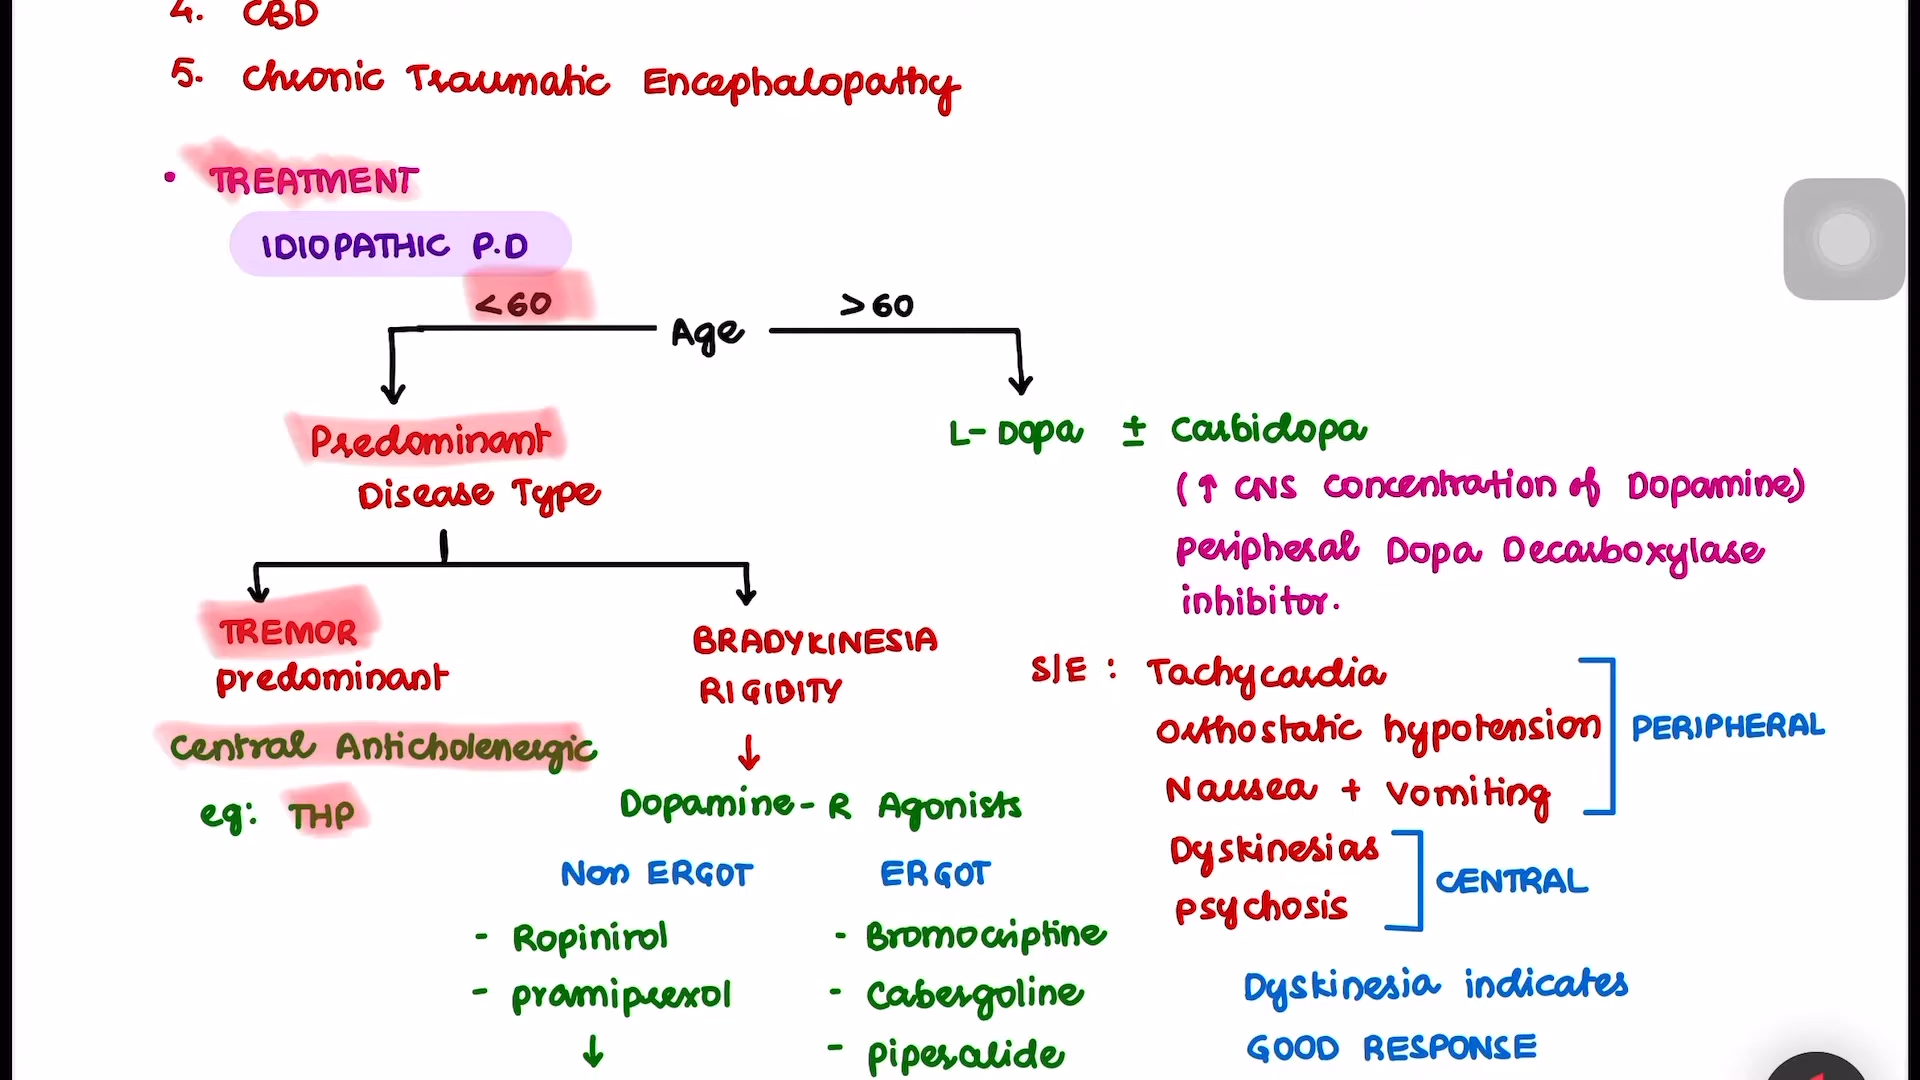 4. CBD
5. Chronic Traumatic Encephalopathy
• TREATMENT
IDIOPATHIC P.D
<60
Age
>60
Predominant
Disease Type
L-Dopa ± Carbidopa
(↑ CNS concentration of Dopamine)
peripheral Dopa Decarboxylase
inhibitor.
TREMOR
predominant
Central Anticholenergic
eg: THP
BRADYKINESIA
RIGIDITY
↓
Dopamine-R Agonists
Non ERGOT
- Ropinirol
- pramiprexol
↓
ERGOT
- Bromocriptine
- Cabergoline
- piperalide
S/E : Tachycardia
Orthostatic hypotension
Nausea + vomiting
PERIPHERAL
Dyskinesias
psychosis
CENTRAL
Dyskinesia indicates
GOOD RESPONSE